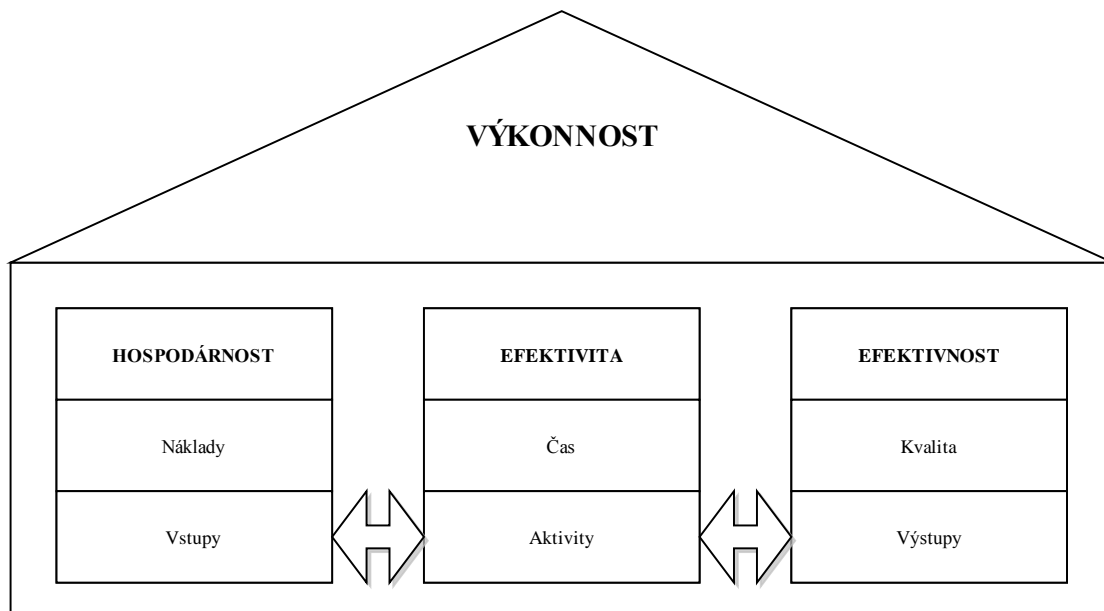 VÝKONNOST
HOSPODÁRNOST
EFEKTIVITA
EFEKTIVNOST
Náklady
Čas
Kvalita
Vstupy
Aktivity
Výstupy